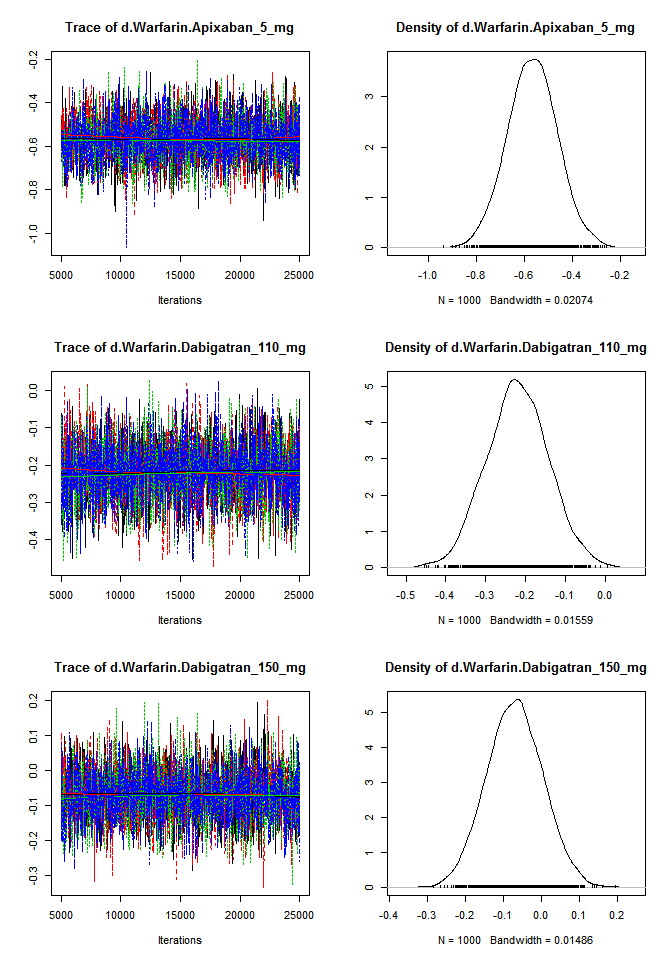 Trace of d.Warfarin.Apixaban_5_mg
-0.2
-0.4
-0.6
-0.8
-1.0
5000 10000 15000 20000 25000
Iterations
Density of d.Warfarin.Apixaban_5_mg
3
2
1
0
-1.0 -0.8 -0.6 -0.4 -0.2
N = 1000 Bandwidth = 0.02074
Trace of d.Warfarin.Dabigatran_110_mg
0.0
-0.1
-0.2
-0.3
-0.4
5000 10000 15000 20000 25000
Iterations
Density of d.Warfarin.Dabigatran_110_mg
5
4
3
2
1
0
-0.5 -0.4 -0.3 -0.2 -0.1 0.0
N = 1000 Bandwidth = 0.01559
Trace of d.Warfarin.Dabigatran_150_mg
0.2
0.1
0.0
-0.1
-0.2
-0.3
5000 10000 15000 20000 25000
Iterations
Density of d.Warfarin.Dabigatran_150_mg
5
4
3
2
1
0
-0.4 -0.3 -0.2 -0.1 0.0 0.1 0.2
N = 1000 Bandwidth = 0.01486